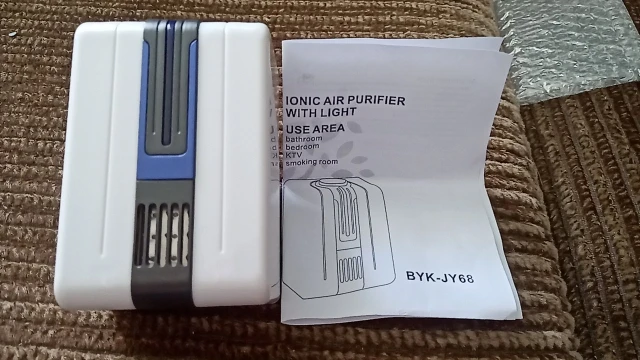 IONIC AIR PURIFIER
WITH LIGHT
USE AREA
bathroom
bedroom
KTV
smoking room
BYK-JY68